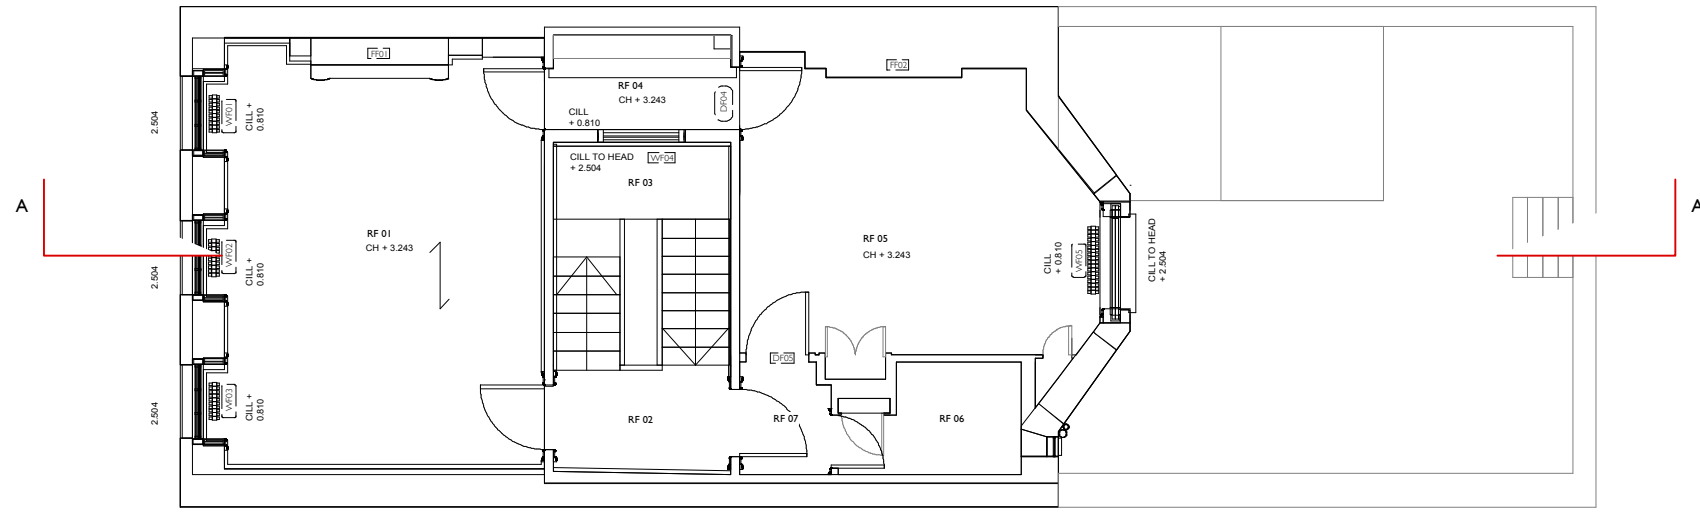 FF01
FF02
RF 04
CH + 3.243
DF04
CILL
+ 0.810
2.504
WF01
CILL +
0.810
CILL TO HEAD
+ 2.504
WF04
RF 03
A
A
RF 01
CH + 3.243
RF 05
CH + 3.243
2.504
WF02
CILL +
0.810
CILL
+ 0.810
WF05
CILL TO HEAD
+ 2.504
DF05
2.504
WF03
CILL +
0.810
RF 02
RF 07
RF 06